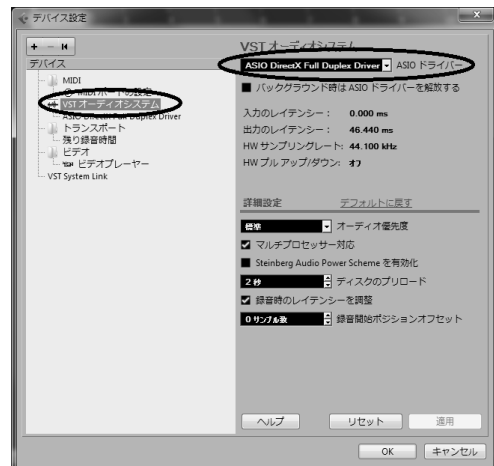 デバイス設定
+ - |◀
デバイス
MIDI
MIDI ポートの設定
VST オーディオシステム
ASIO DirectX Full Duplex Driver
トランスポート
残り録音時間
ビデオ
ビデオプレーヤー
VST System Link
VST オーディオシステム
ASIO DirectX Full Duplex Driver ASIO ドライバー
バックグラウンド時は ASIO ドライバーを解放する
入力のレイテンシー： 0.000 ms
出力のレイテンシー： 46.440 ms
HW サンプリングレート: 44.100 kHz
HW プル アップ/ダウン: オフ
詳細設定 デフォルトに戻す
標準 オーディオ優先度
マルチプロセッサー対応
Steinberg Audio Power Scheme を有効化
2 秒 ディスクのプリロード
録音時のレイテンシーを調整
0 サンプル数 録音開始ポジションオフセット
ヘルプ リセット 適用
OK キャンセル